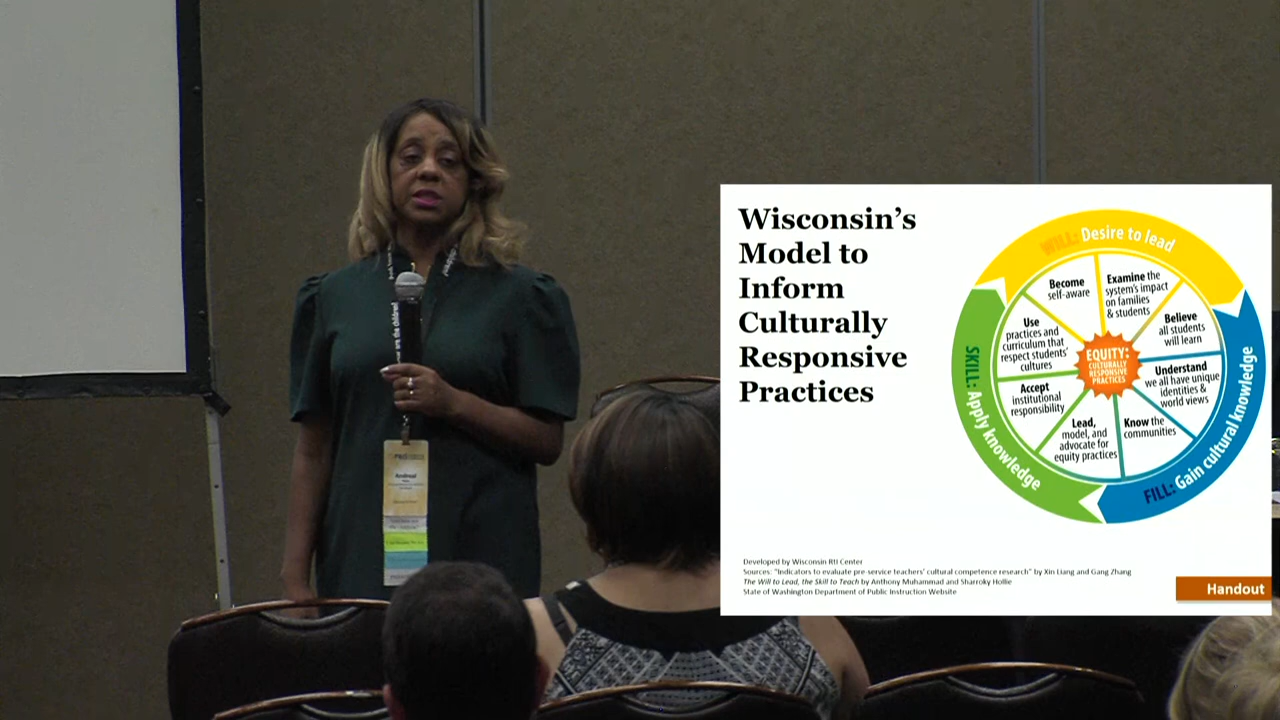 Wisconsin's
Model to
Inform
Culturally
Responsive
Practices
WILL: Desire to lead
Become
self-aware
Examine the
system's impact
on families
& students
Believe
all students
will learn
Understand
we all have unique
identities &
world views
Know the
communities
Lead,
model, and
advocate for
equity practices
Accept
institutional
responsibility
Use
practices and
curriculum that
respect students'
cultures
EQUITY:
CULTURALLY
RESPONSIVE
PRACTICES
FILL: Gain cultural knowledge
SKILL: Apply knowledge
Developed by Wisconsin RtI Center
Sources: "Indicators to evaluate pre-service teachers' cultural competence research" by Xin Liang and Gang Zhang
The Will to Lead, the Skill to Teach by Anthony Muhammad and Sharroky Hollie
State of Washington Department of Public Instruction Website
Handout
are the children?